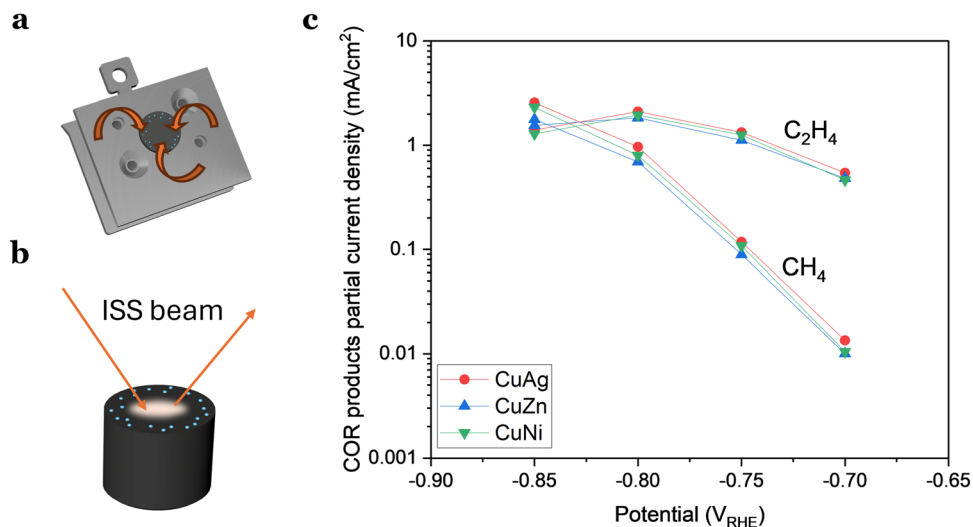 a
b
ISS beam
c
COR products partial current density (mA/cm²)
10
1
0.1
0.01
0.001
C₂H₄
CH₄
CuAg
CuZn
CuNi
-0.90
-0.85
-0.80
-0.75
-0.70
-0.65
Potential (V_RHE)